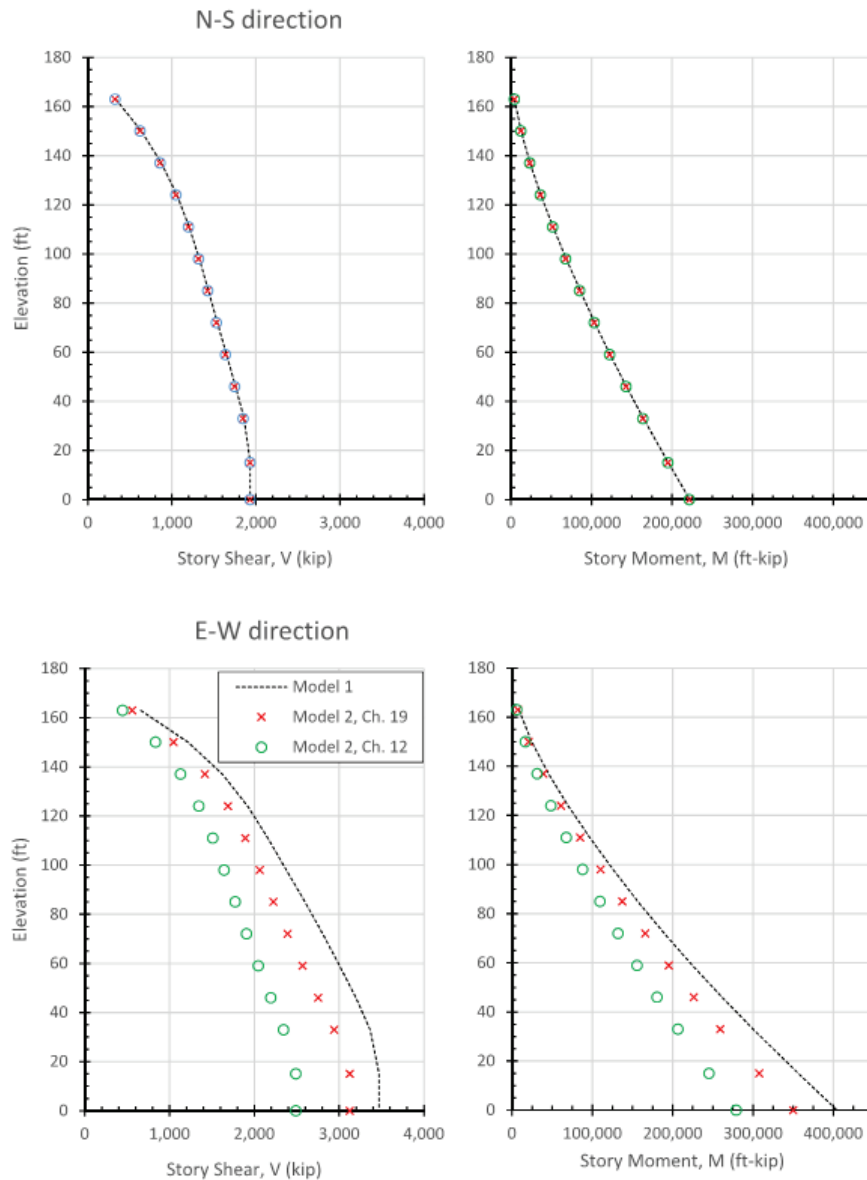 N-S direction
180
160
140
120
100
80
60
40
20
0
Elevation (ft)
0 1,000 2,000 3,000 4,000
Story Shear, V (kip)
180
160
140
120
100
80
60
40
20
0
0 100,000 200,000 300,000 400,000
Story Moment, M (ft-kip)
E-W direction
180
160
140
120
100
80
60
40
20
0
Elevation (ft)
Model 1
Model 2, Ch. 19
Model 2, Ch. 12
0 1,000 2,000 3,000 4,000
Story Shear, V (kip)
180
160
140
120
100
80
60
40
20
0
0 100,000 200,000 300,000 400,000
Story Moment, M (ft-kip)